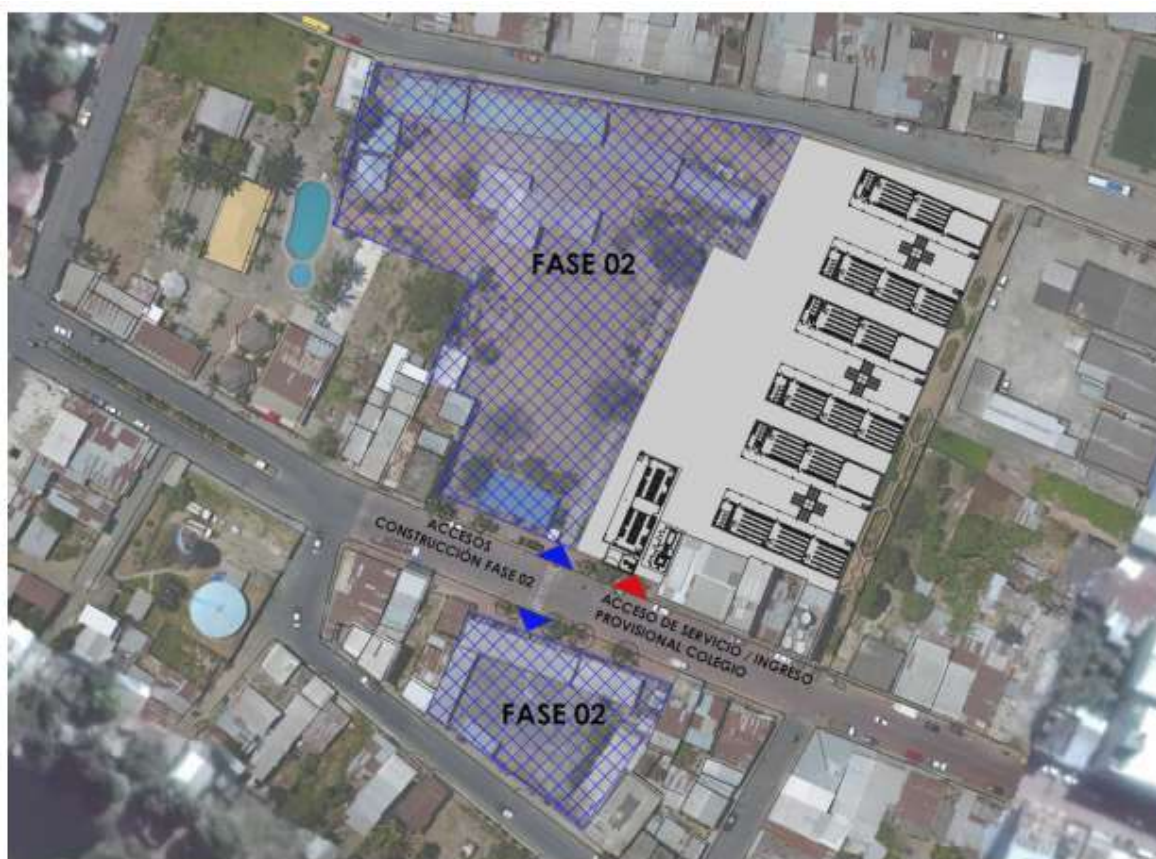 FASE 02
ACCESOS
CONSTRUCCIÓN FASE 02
ACCESO DE SERVICIO / INGRESO
PROVISIONAL COLEGIO
FASE 02